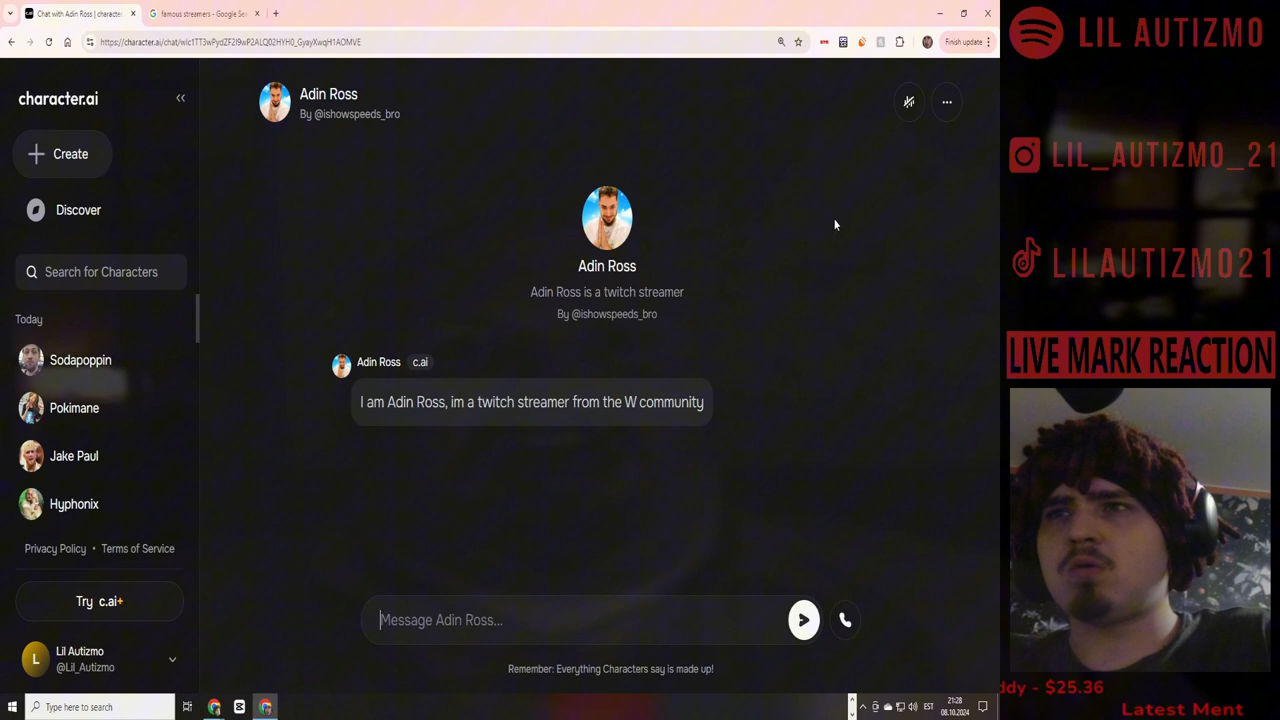 Chat with Adin Ross | character
famous streamers - Google Se
https://character.ai/chat/
Finish update
character.ai
Create
Discover
Search for Characters
Today
Sodapoppin
Pokimane
Jake Paul
Hyphonix
Privacy Policy • Terms of Service
Try c.ai+
L
Lil Autizmo
@Lil_Autizmo
Adin Ross
By @ishowspeeds_bro
Adin Ross
Adin Ross is a twitch streamer
By @ishowspeeds_bro
Adin Ross c.ai
I am Adin Ross, im a twitch streamer from the W community
Message Adin Ross...
Remember: Everything Characters say is made up!
LIL AUTIZMO
LIL_AUTIZMO_21
LILAUTIZMO21
LIVE MARK REACTION
ddy - $25.36
Latest Ment
Type here to search
EST
21:28
08.10.2024